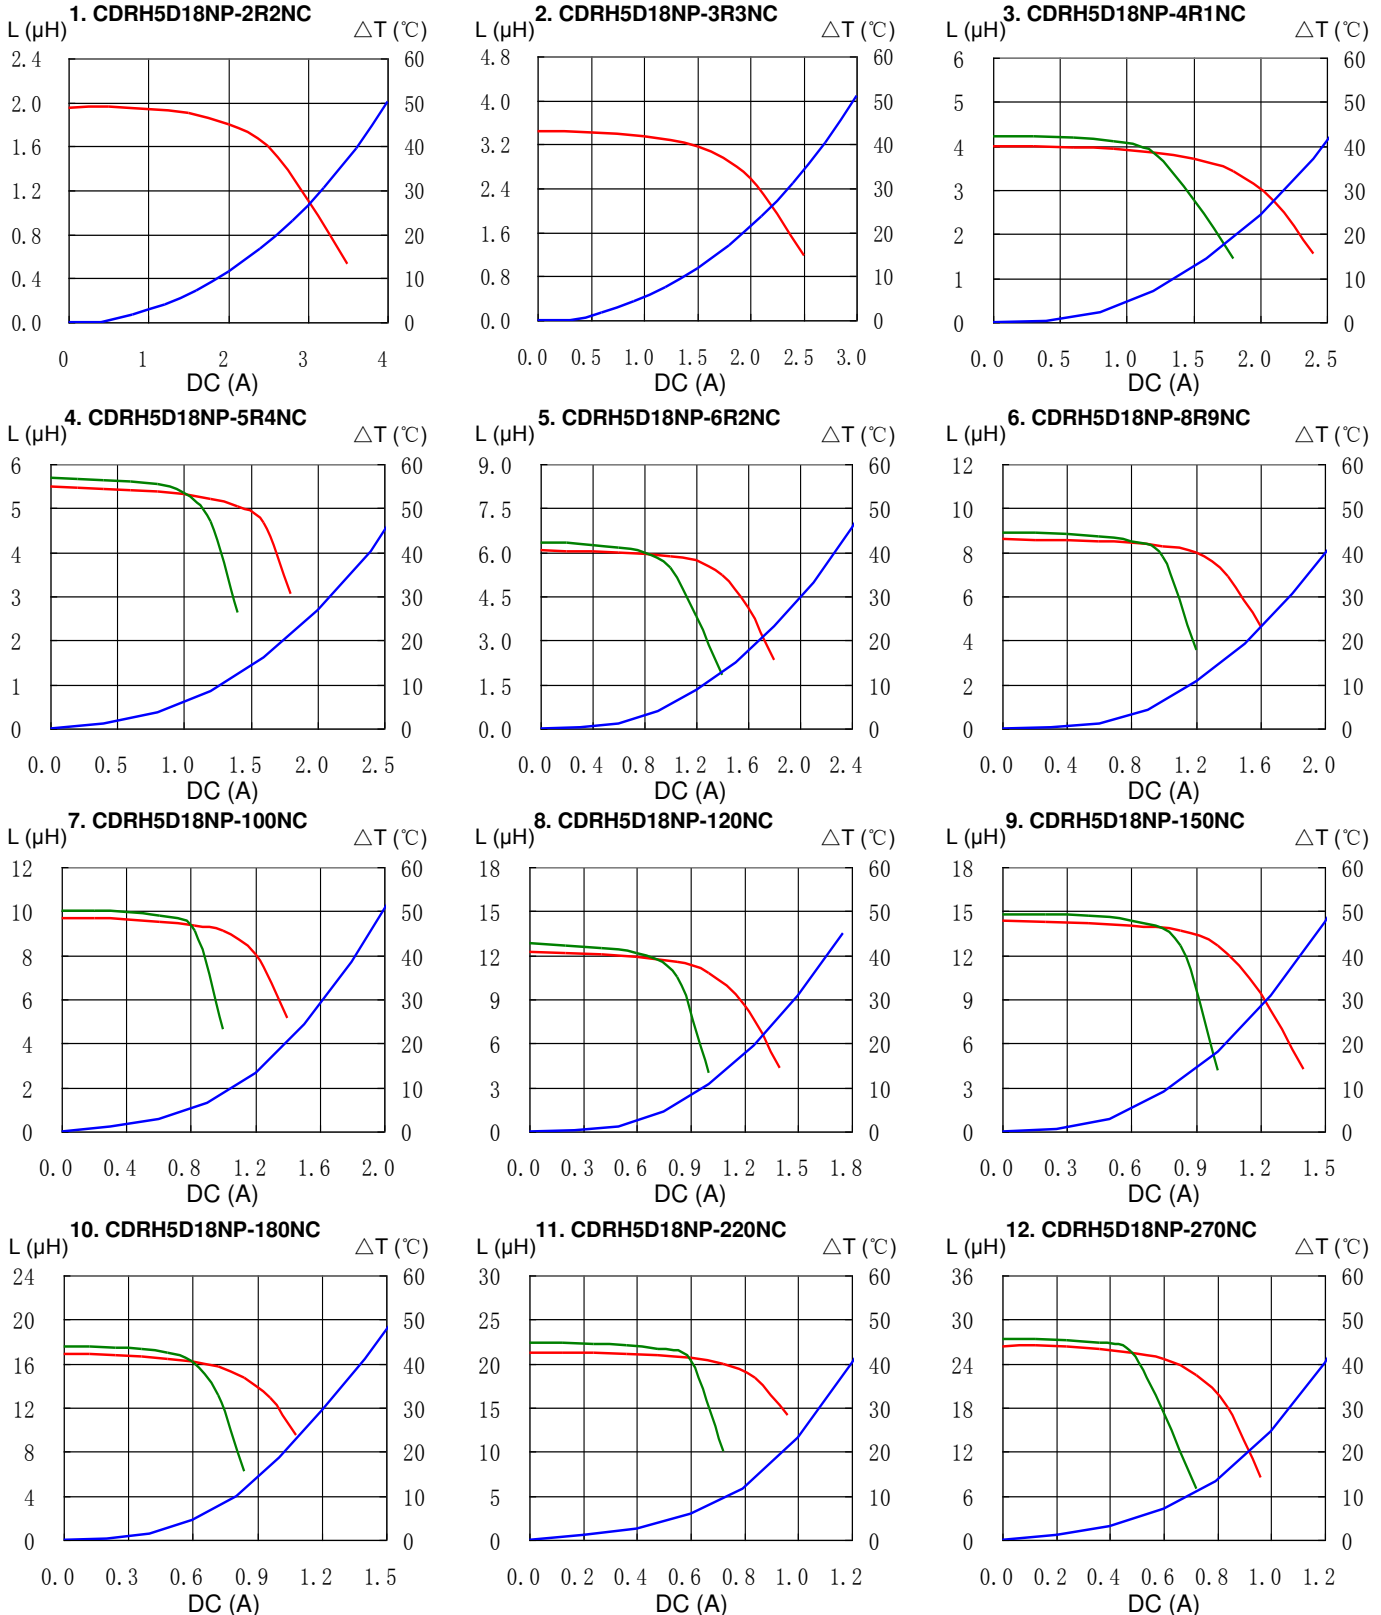 1. CDRH5D18NP-2R2NC
L (μH) △T (℃)
2.4 60
2.0 50
1.6 40
1.2 30
0.8 20
0.4 10
0.0 0
0 1 2 3 4
DC (A)
2. CDRH5D18NP-3R3NC
L (μH) △T (℃)
4.8 60
4.0 50
3.2 40
2.4 30
1.6 20
0.8 10
0.0 0
0.0 0.5 1.0 1.5 2.0 2.5 3.0
DC (A)
3. CDRH5D18NP-4R1NC
L (μH) △T (℃)
6 60
5 50
4 40
3 30
2 20
1 10
0 0
0.0 0.5 1.0 1.5 2.0 2.5
DC (A)
4. CDRH5D18NP-5R4NC
L (μH) △T (℃)
6 60
5 50
4 40
3 30
2 20
1 10
0 0
0.0 0.5 1.0 1.5 2.0 2.5
DC (A)
5. CDRH5D18NP-6R2NC
L (μH) △T (℃)
9.0 60
7.5 50
6.0 40
4.5 30
3.0 20
1.5 10
0.0 0
0.0 0.4 0.8 1.2 1.6 2.0 2.4
DC (A)
6. CDRH5D18NP-8R9NC
L (μH) △T (℃)
12 60
10 50
8 40
6 30
4 20
2 10
0 0
0.0 0.4 0.8 1.2 1.6 2.0
DC (A)
7. CDRH5D18NP-100NC
L (μH) △T (℃)
12 60
10 50
8 40
6 30
4 20
2 10
0 0
0.0 0.4 0.8 1.2 1.6 2.0
DC (A)
8. CDRH5D18NP-120NC
L (μH) △T (℃)
18 60
15 50
12 40
9 30
6 20
3 10
0 0
0.0 0.3 0.6 0.9 1.2 1.5 1.8
DC (A)
9. CDRH5D18NP-150NC
L (μH) △T (℃)
18 60
15 50
12 40
9 30
6 20
3 10
0 0
0.0 0.3 0.6 0.9 1.2 1.5
DC (A)
10. CDRH5D18NP-180NC
L (μH) △T (℃)
24 60
20 50
16 40
12 30
8 20
4 10
0 0
0.0 0.3 0.6 0.9 1.2 1.5
DC (A)
11. CDRH5D18NP-220NC
L (μH) △T (℃)
30 60
25 50
20 40
15 30
10 20
5 10
0 0
0.0 0.2 0.4 0.6 0.8 1.0 1.2
DC (A)
12. CDRH5D18NP-270NC
L (μH) △T (℃)
36 60
30 50
24 40
18 30
12 20
6 10
0 0
0.0 0.2 0.4 0.6 0.8 1.0 1.2
DC (A)